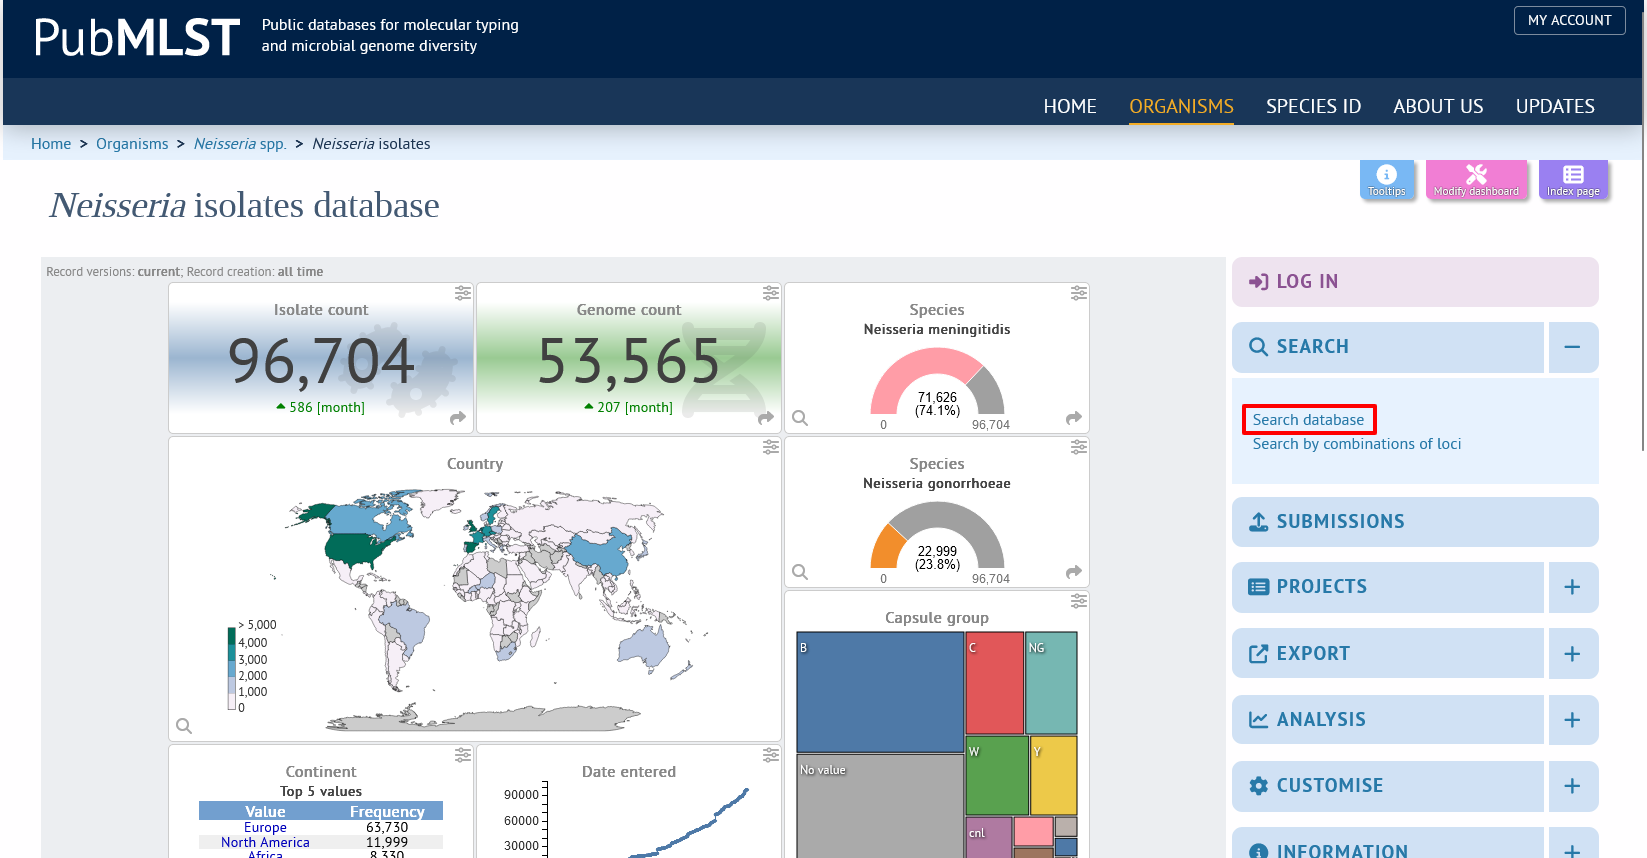 PubMLST
Public databases for molecular typing
and microbial genome diversity
MY ACCOUNT
HOME
ORGANISMS
SPECIES ID
ABOUT US
UPDATES
Home > Organisms > Neisseria spp. > Neisseria isolates
Tooltips
Modify dashboard
Index page
Neisseria isolates database
Record versions: current; Record creation: all time
Isolate count
96,704
586 [month]
Genome count
53,565
207 [month]
Species
Neisseria meningitidis
71,626
(74.1%)
0
96,704
Country
> 5,000
4,000
3,000
2,000
1,000
0
Species
Neisseria gonorrhoeae
22,999
(23.8%)
0
96,704
Capsule group
B
C
NG
W
Y
No value
cnl
Continent
Top 5 values
Value Frequency
Europe 63,730
North America 11,999
Africa 8,330
Date entered
90000
60000
30000
LOG IN
SEARCH
Search database
Search by combinations of loci
SUBMISSIONS
PROJECTS
EXPORT
ANALYSIS
CUSTOMISE
INFORMATION